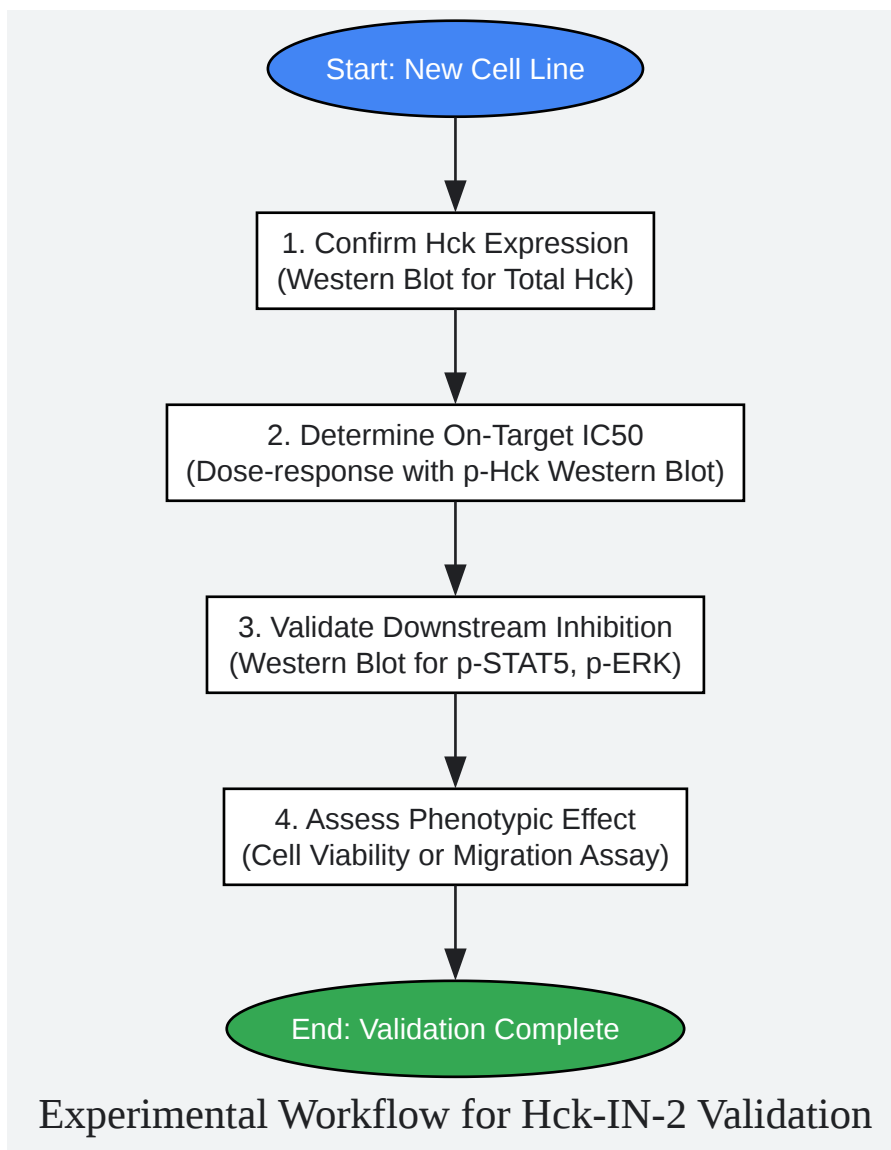 Start: New Cell Line
1. Confirm Hck Expression
(Western Blot for Total Hck)
2. Determine On-Target IC50
(Dose-response with p-Hck Western Blot)
3. Validate Downstream Inhibition
(Western Blot for p-STAT5, p-ERK)
4. Assess Phenotypic Effect
(Cell Viability or Migration Assay)
End: Validation Complete
Experimental Workflow for Hck-IN-2 Validation